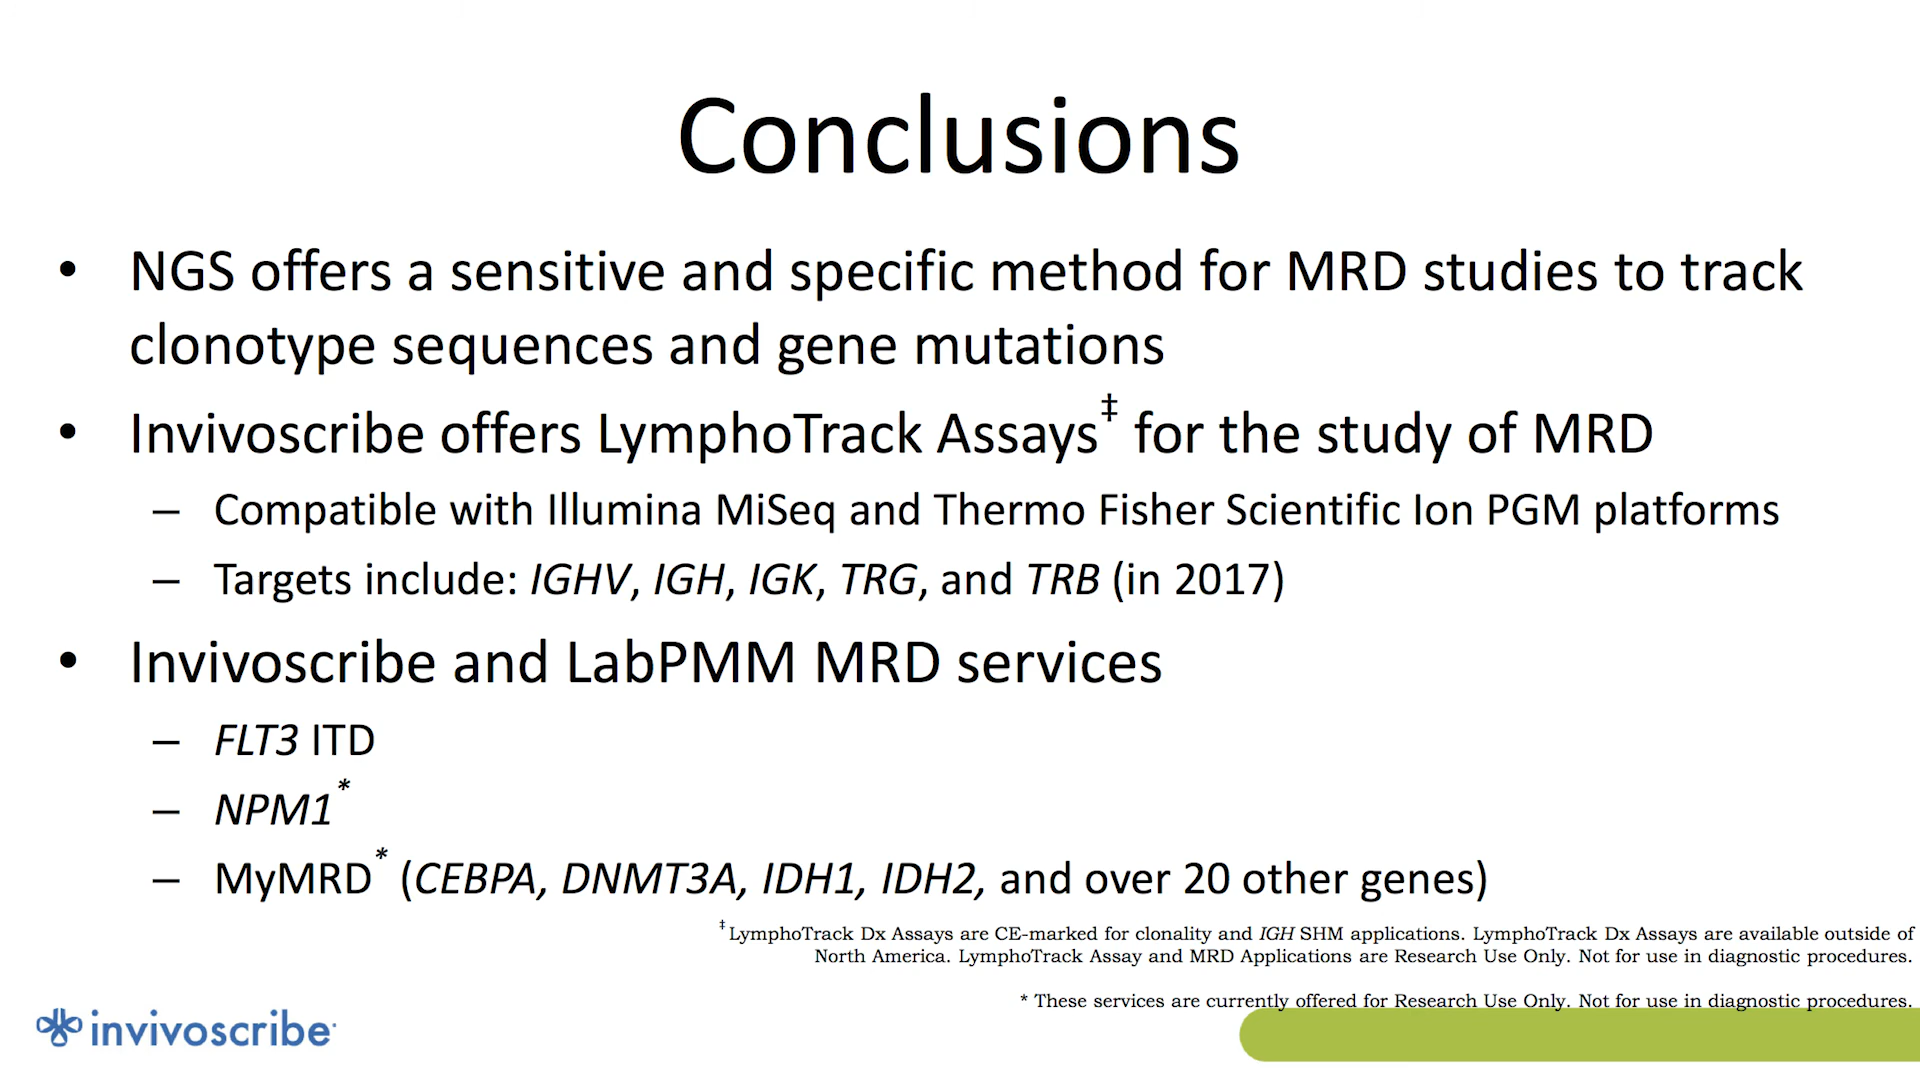 Conclusions
• NGS offers a sensitive and specific method for MRD studies to track
clonotype sequences and gene mutations
• Invivoscribe offers LymphoTrack Assays‡ for the study of MRD
– Compatible with Illumina MiSeq and Thermo Fisher Scientific Ion PGM platforms
– Targets include: IGHV, IGH, IGK, TRG, and TRB (in 2017)
• Invivoscribe and LabPMM MRD services
– FLT3 ITD
– NPM1*
– MyMRD* (CEBPA, DNMT3A, IDH1, IDH2, and over 20 other genes)
‡LymphoTrack Dx Assays are CE-marked for clonality and IGH SHM applications. LymphoTrack Dx Assays are available outside of
North America. LymphoTrack Assay and MRD Applications are Research Use Only. Not for use in diagnostic procedures.
* These services are currently offered for Research Use Only. Not for use in diagnostic procedures.
invivoscribe